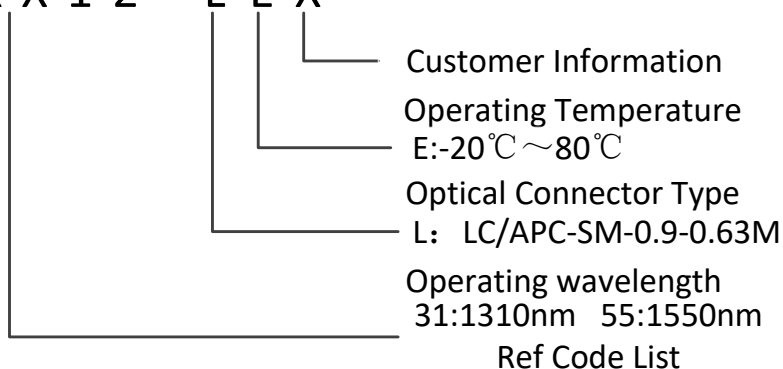 Customer Information
Operating Temperature
E:-20℃～80℃
Optical Connector Type
L： LC/APC-SM-0.9-0.63M
Operating wavelength
31:1310nm 55:1550nm
Ref Code List